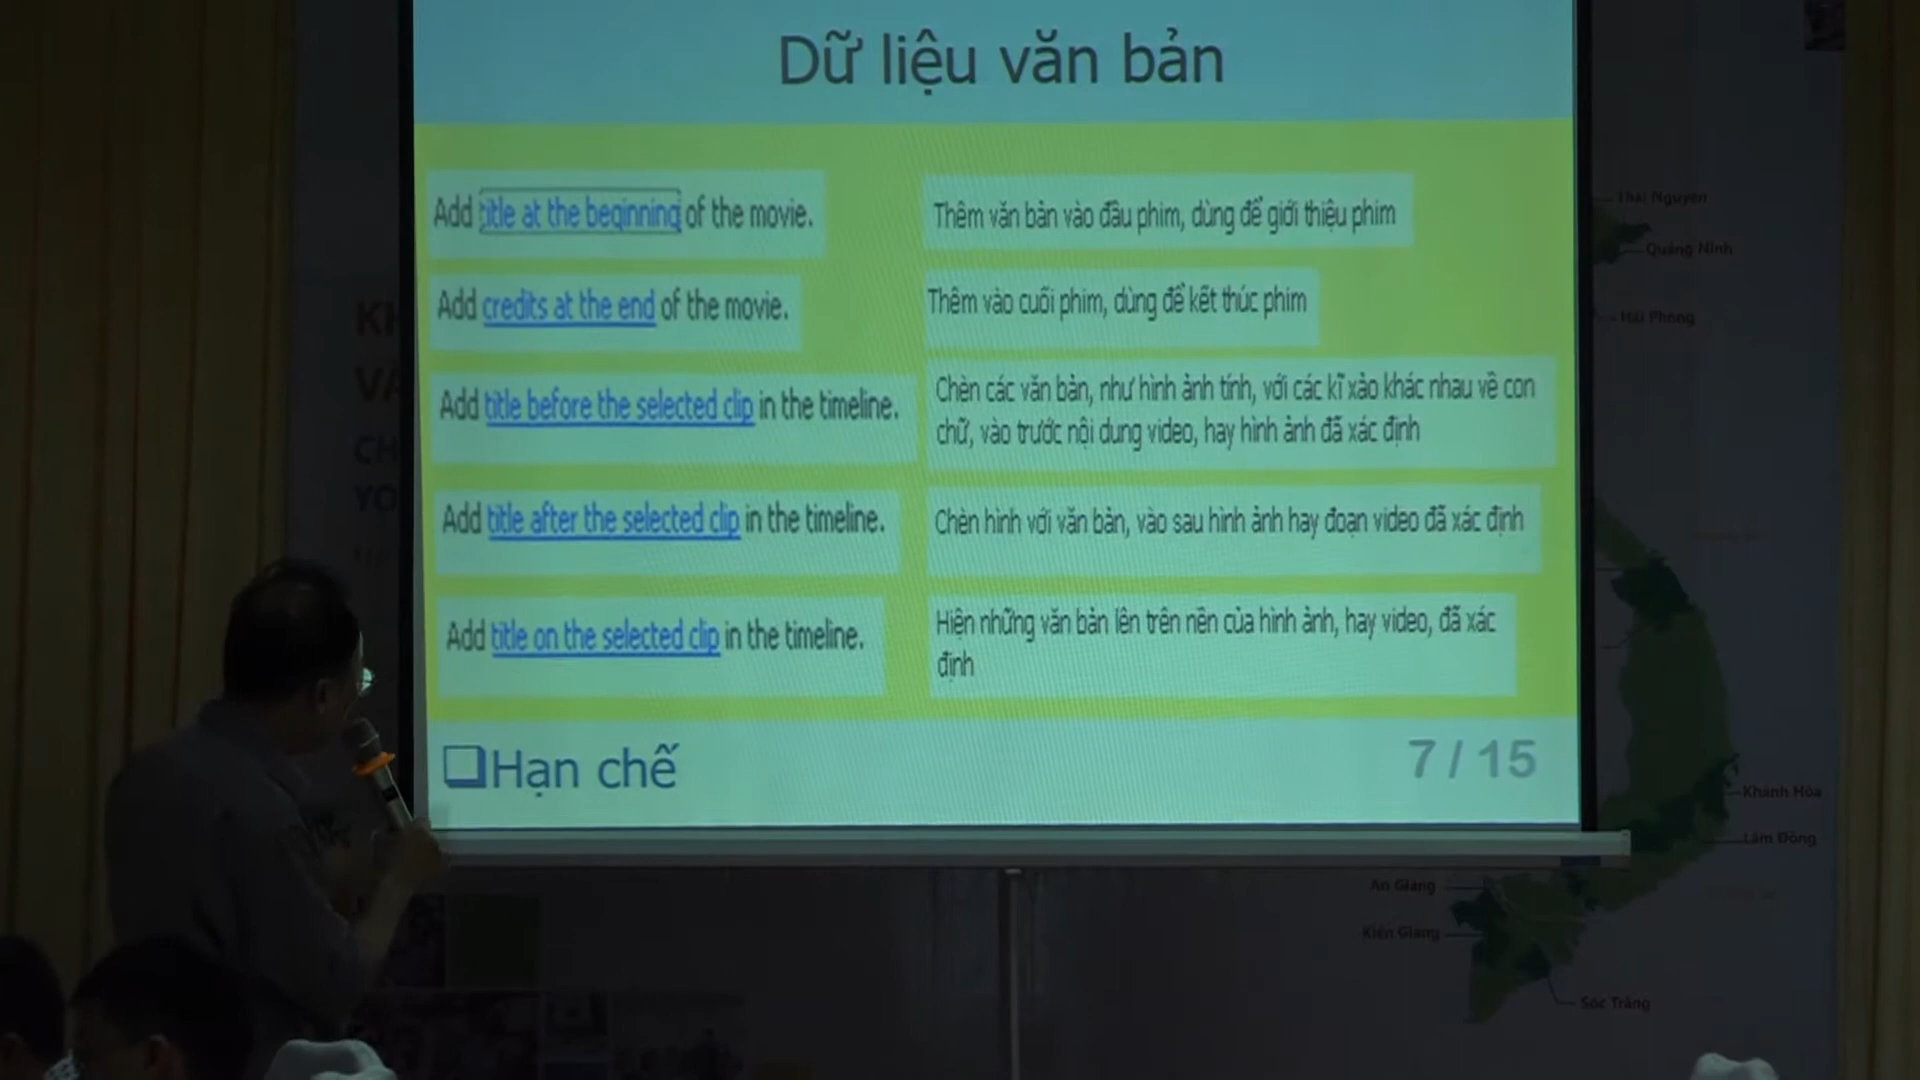 Dữ liệu văn bản
Add title at the beginning of the movie.
Thêm văn bản vào đầu phim, dùng để giới thiệu phim
Add credits at the end of the movie.
Thêm vào cuối phim, dùng để kết thúc phim
Add title before the selected clip in the timeline.
Chèn các văn bản, như hình ảnh tính, với các kĩ xảo khác nhau về con
chữ, vào trước nội dung video, hay hình ảnh đã xác định
Add title after the selected clip in the timeline.
Chèn hình với văn bản, vào sau hình ảnh hay đoạn video đã xác định
Add title on the selected clip in the timeline.
Hiện những văn bản lên trên nền của hình ảnh, hay video, đã xác
định
❑Hạn chế
7 / 15
KH
VÀ
CH
YO
Thái Nguyên
Quảng Ninh
Hải Phòng
Khánh Hòa
Lâm Đồng
An Giang
Kiên Giang
Sóc Trăng